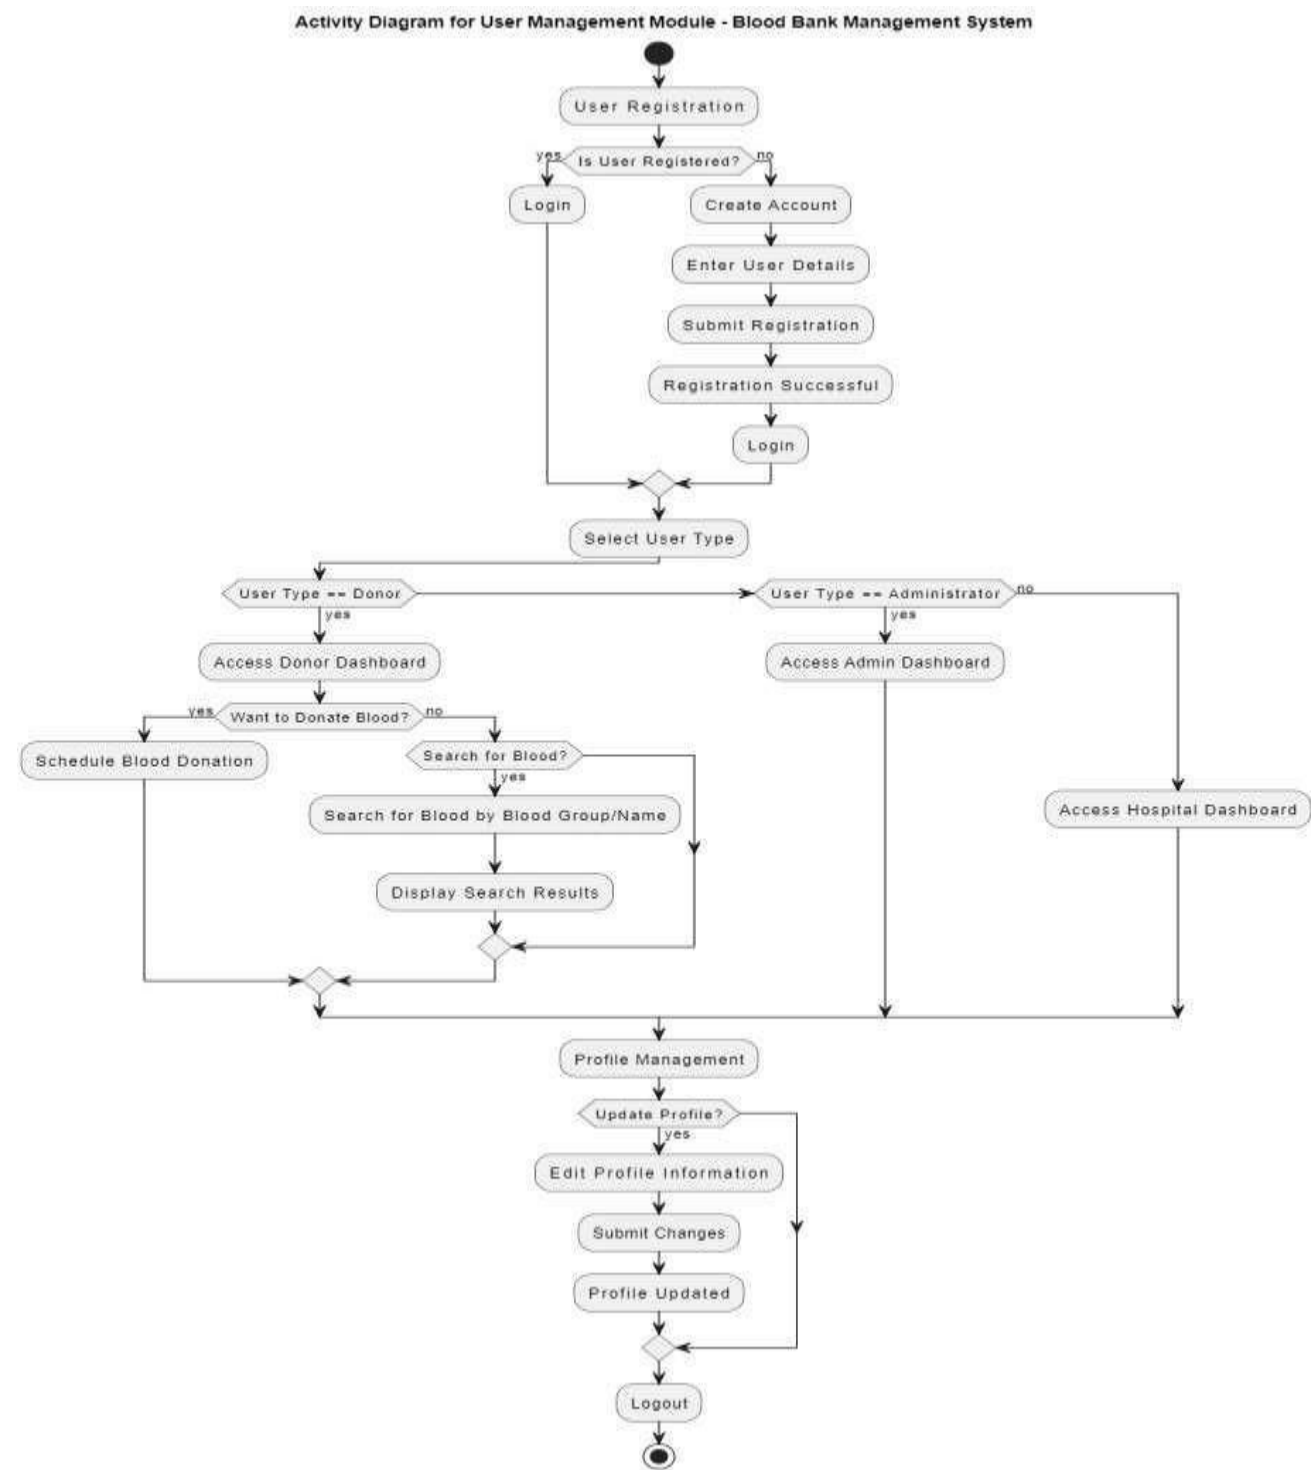 Activity Diagram for User Management Module - Blood Bank Management System
User Registration
yes
Is User Registered?
no
Login
Create Account
Enter User Details
Submit Registration
Registration Successful
Login
Select User Type
User Type == Donor
User Type == Administrator
no
yes
yes
Access Donor Dashboard
Access Admin Dashboard
yes
Want to Donate Blood?
no
Schedule Blood Donation
Search for Blood?
yes
Search for Blood by Blood Group/Name
Access Hospital Dashboard
Display Search Results
Profile Management
Update Profile?
yes
Edit Profile Information
Submit Changes
Profile Updated
Logout